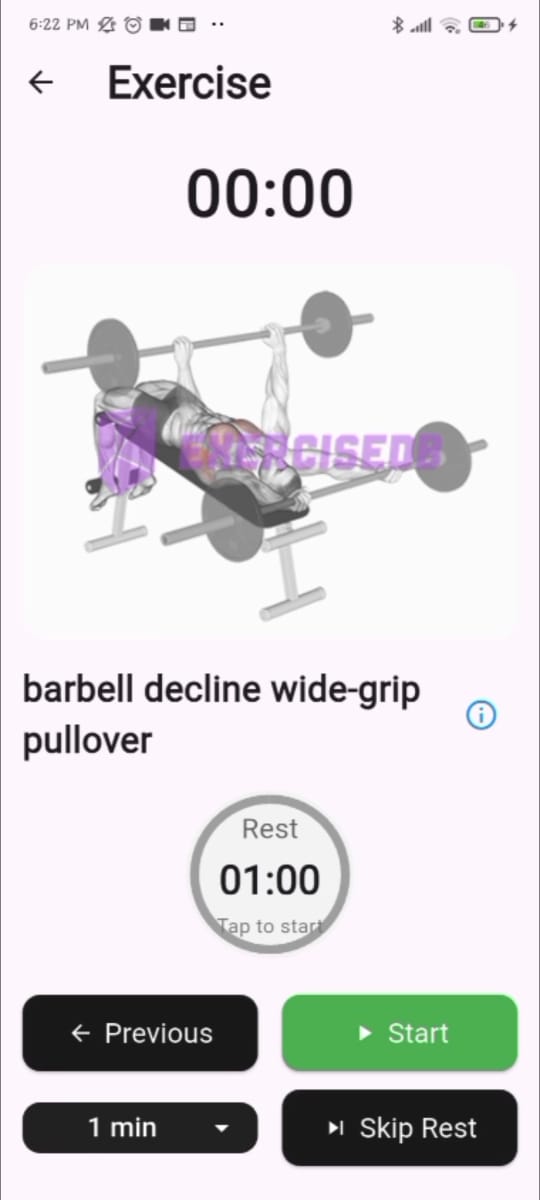 6:22 PM
Exercise
00:00
EXERCISEDB
barbell decline wide-grip
pullover
Rest
01:00
Tap to start
Previous
Start
1 min
Skip Rest